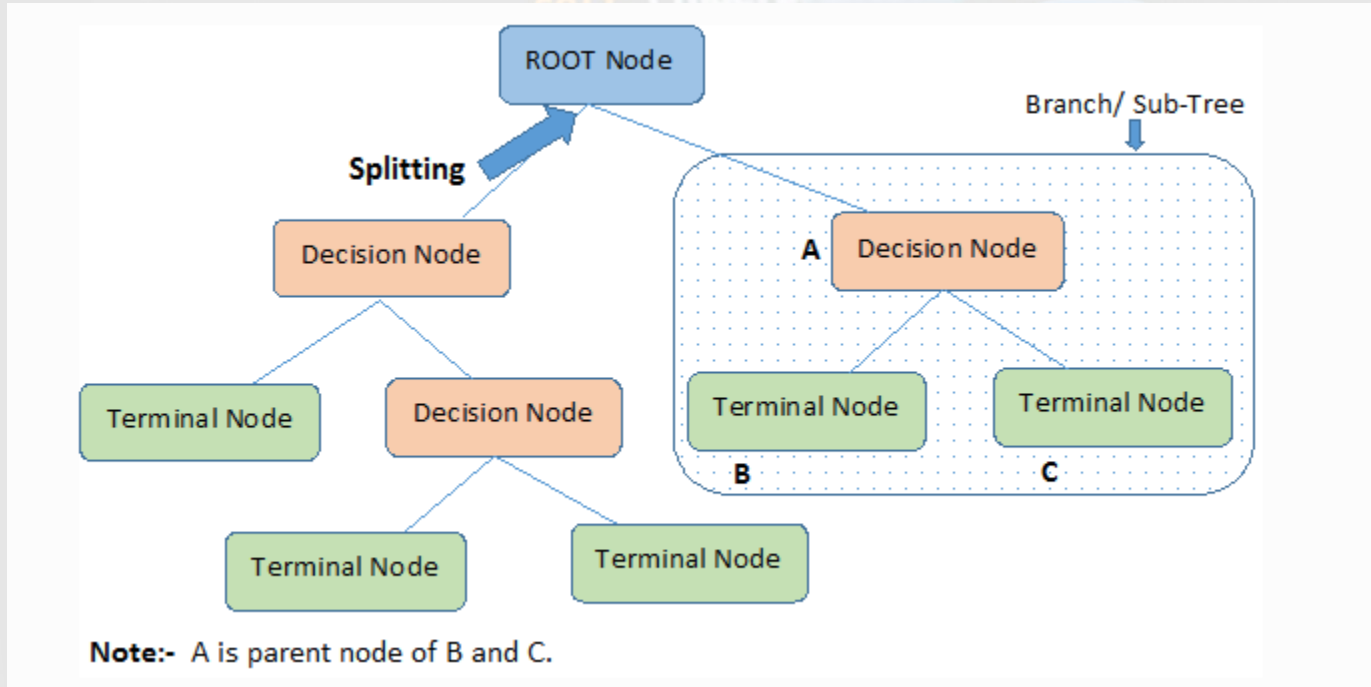 ROOT Node
Branch/ Sub-Tree
Splitting
Decision Node
A
Decision Node
Terminal Node
Decision Node
Terminal Node
Terminal Node
B
C
Terminal Node
Terminal Node
Note:- A is parent node of B and C.